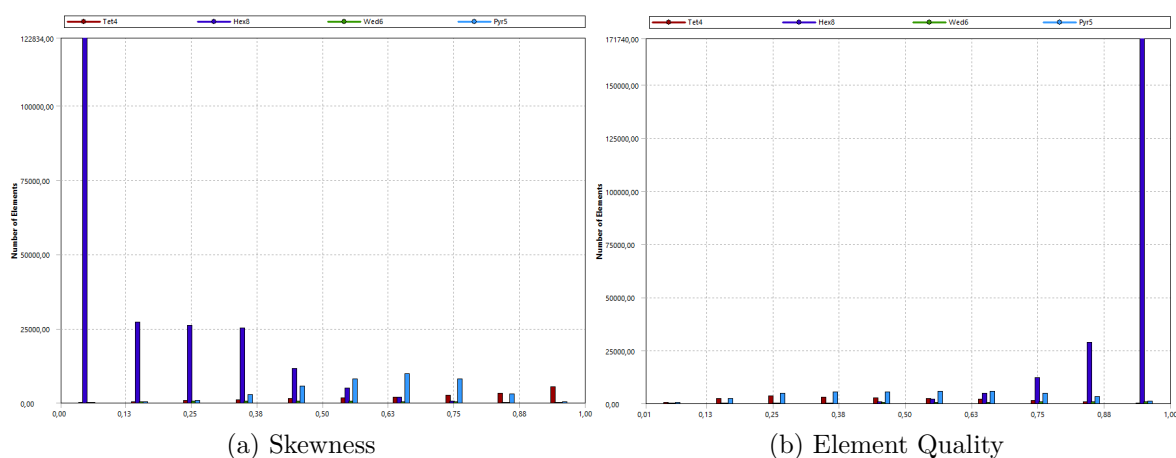 Tet4 Hex8 Wed6 Pyr5
122834,00
100000,00
75000,00
50000,00
25000,00
0,00
Number of Elements
0,00 0,13 0,25 0,38 0,50 0,63 0,75 0,88 1,00
(a) Skewness
Tet4 Hex8 Wed6 Pyr5
171740,00
150000,00
125000,00
100000,00
75000,00
50000,00
25000,00
0,00
Number of Elements
0,01 0,13 0,25 0,38 0,50 0,63 0,75 0,88 1,00
(b) Element Quality